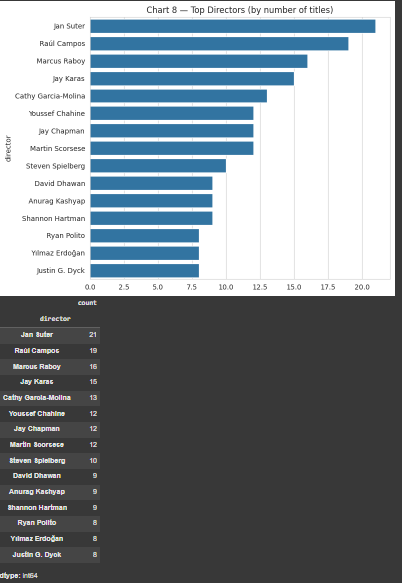 Chart 8 — Top Directors (by number of titles)
director
Jan Suter
Raúl Campos
Marcus Raboy
Jay Karas
Cathy Garcia-Molina
Youssef Chahine
Jay Chapman
Martin Scorsese
Steven Spielberg
David Dhawan
Anurag Kashyap
Shannon Hartman
Ryan Polito
Yılmaz Erdoğan
Justin G. Dyck
0.0 2.5 5.0 7.5 10.0 12.5 15.0 17.5 20.0
count
director
Jan Suter 21
Raúl Campos 19
Marcus Raboy 16
Jay Karas 15
Cathy Garcia-Molina 13
Youssef Chahine 12
Jay Chapman 12
Martin Scorsese 12
Steven Spielberg 10
David Dhawan 9
Anurag Kashyap 9
Shannon Hartman 9
Ryan Polito 8
Yılmaz Erdoğan 8
Justin G. Dyck 8
dtype: int64